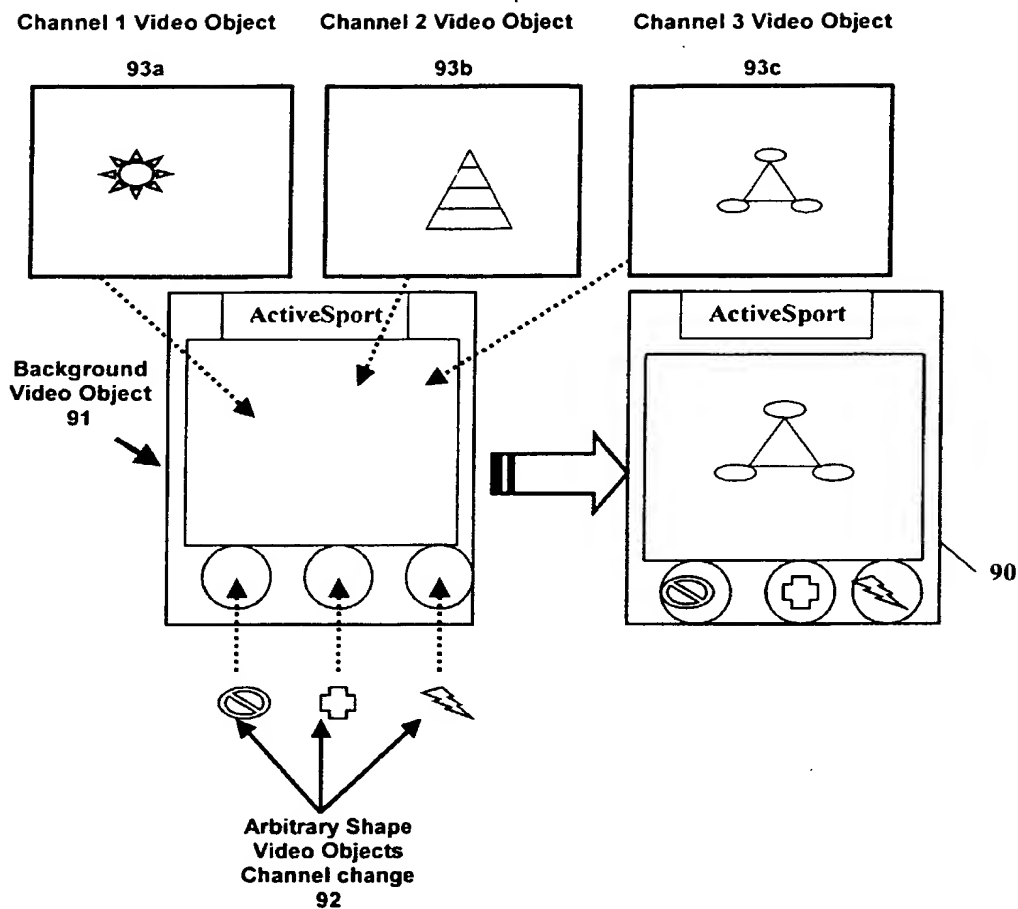 Channel 1 Video Object
Channel 2 Video Object
Channel 3 Video Object
93a
93b
93c
ActiveSport
ActiveSport
Background
Video Object
91
90
Arbitrary Shape
Video Objects
Channel change
92